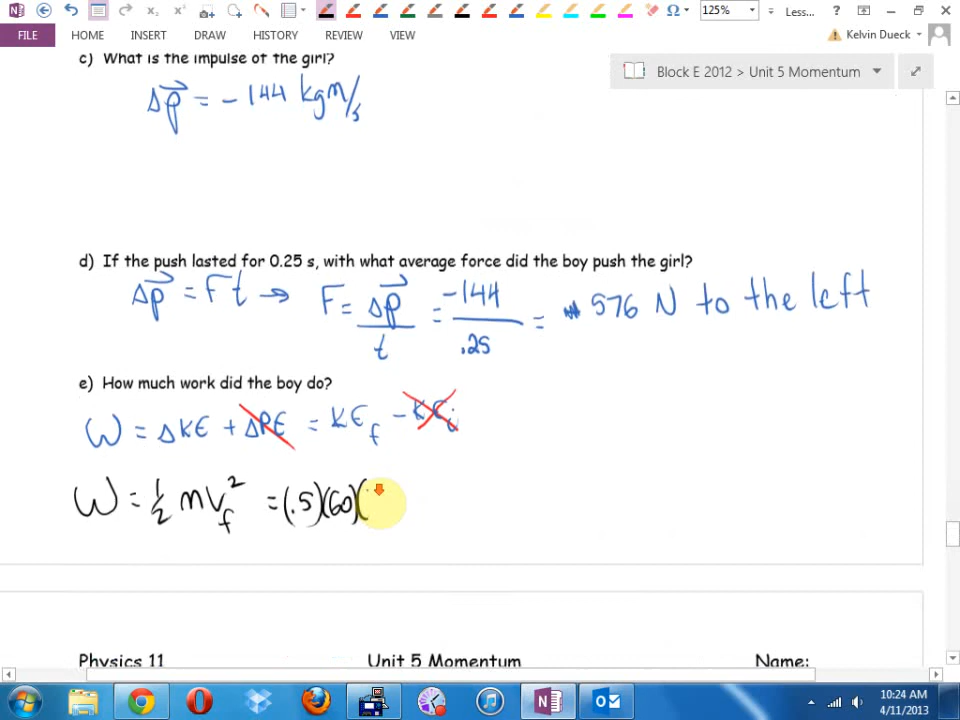 125%
Less...
?
FILE
HOME
INSERT
DRAW
HISTORY
REVIEW
VIEW
Kelvin Dueck
Block E 2012 > Unit 5 Momentum
c) What is the impulse of the girl?
Δp = -144 kgm/s
d) If the push lasted for 0.25 s, with what average force did the boy push the girl?
Δp = Ft → F = Δp/t = -144/.25 = 576 N to the left
e) How much work did the boy do?
W = ΔKE + ΔPE = KEf - KEi
W = 1/2 mvf² = (.5)(60)(
Physics 11
Unit 5 Momentum
Name:
10:24 AM
4/11/2013